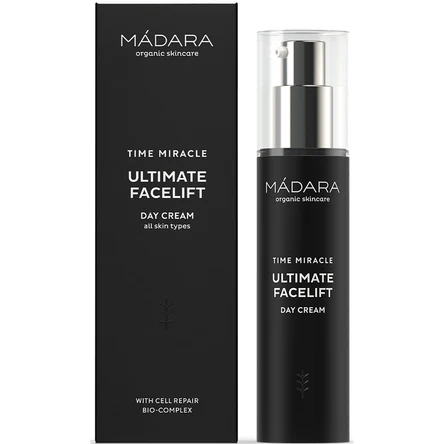 MÁDARA
organic skincare
TIME MIRACLE
ULTIMATE
FACELIFT
DAY CREAM
all skin types
WITH CELL REPAIR
BIO-COMPLEX
MÁDARA
organic skincare
TIME MIRACLE
ULTIMATE
FACELIFT
DAY CREAM